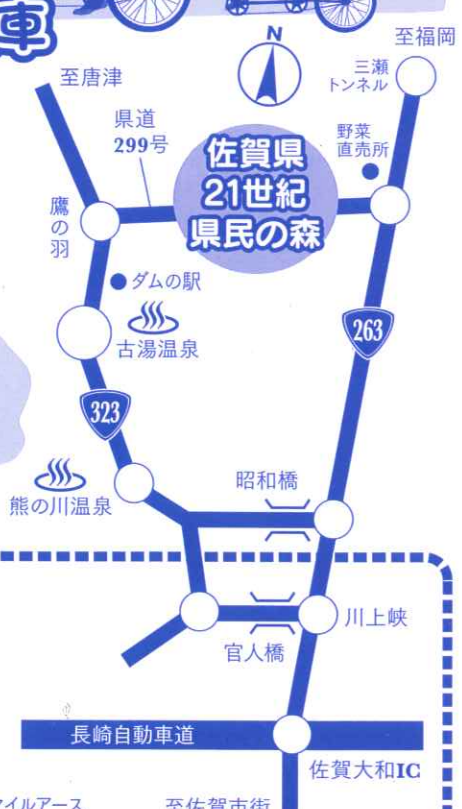 車
N
至福岡
至唐津
三瀬
トンネル
県道
299号
野菜
直売所
佐賀県
21世紀
県民の森
鷹の羽
ダムの駅
古湯温泉
263
323
昭和橋
熊の川温泉
川上峡
官人橋
長崎自動車道
佐賀大和IC
至佐賀市街